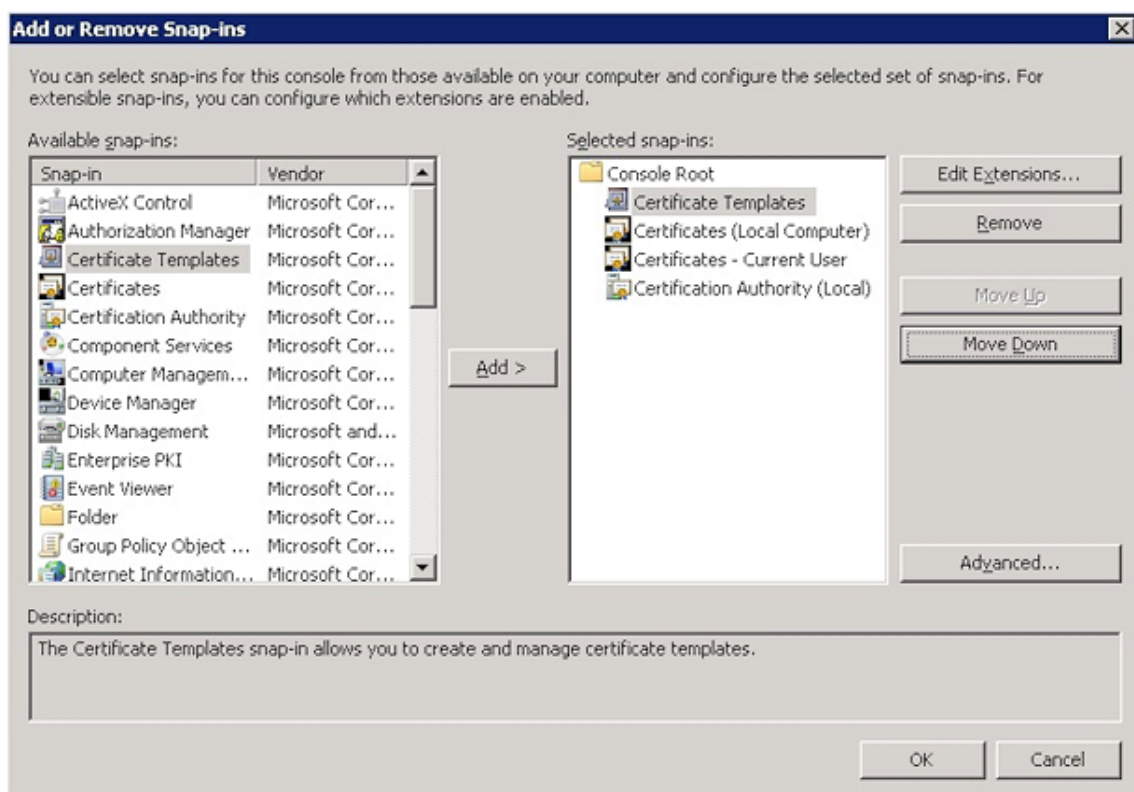 Add or Remove Snap-ins
You can select snap-ins for this console from those available on your computer and configure the selected set of snap-ins. For
extensible snap-ins, you can configure which extensions are enabled.
Available snap-ins:
Snap-in Vendor
ActiveX Control Microsoft Cor...
Authorization Manager Microsoft Cor...
Certificate Templates Microsoft Cor...
Certificates Microsoft Cor...
Certification Authority Microsoft Cor...
Component Services Microsoft Cor...
Computer Managem... Microsoft Cor...
Device Manager Microsoft Cor...
Disk Management Microsoft and...
Enterprise PKI Microsoft Cor...
Event Viewer Microsoft Cor...
Folder Microsoft Cor...
Group Policy Object ... Microsoft Cor...
Internet Information... Microsoft Cor...
Add >
Selected snap-ins:
Console Root
Certificate Templates
Certificates (Local Computer)
Certificates - Current User
Certification Authority (Local)
Edit Extensions...
Remove
Move Up
Move Down
Advanced...
Description:
The Certificate Templates snap-in allows you to create and manage certificate templates.
OK
Cancel